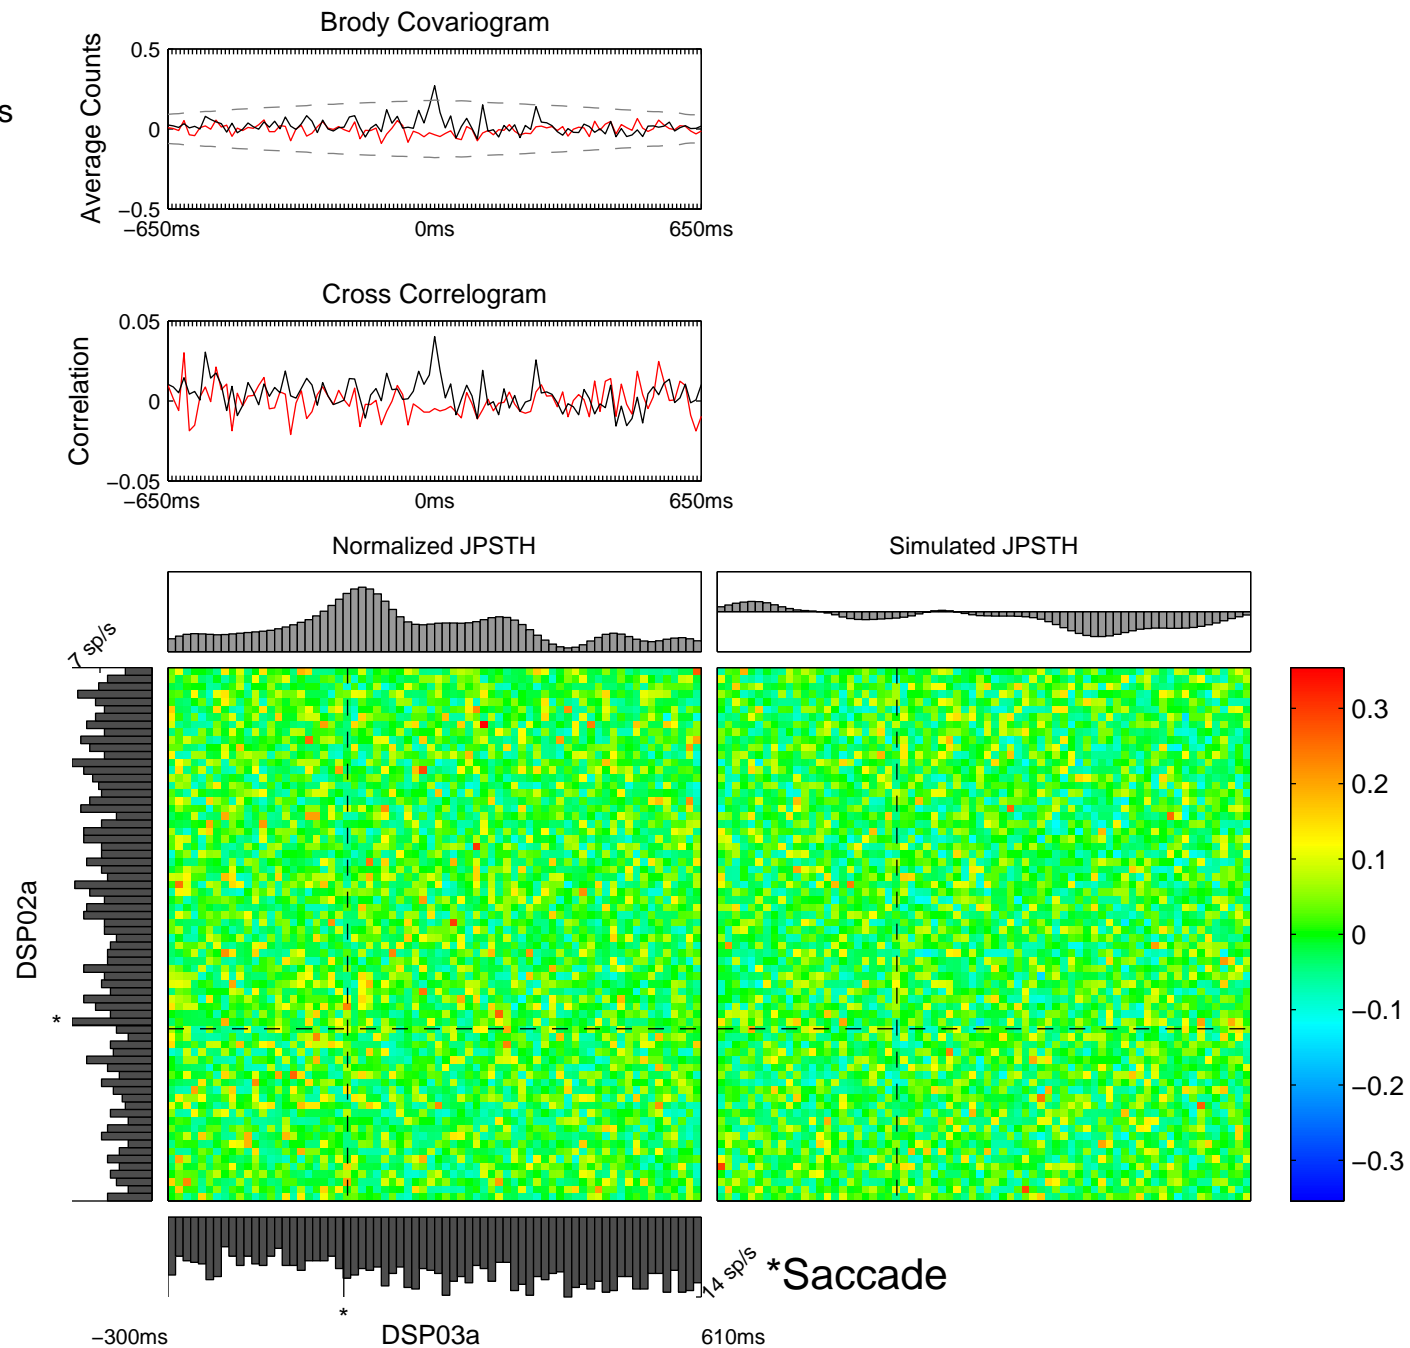 Brody Covariogram
s
Average Counts
0.5
0
−0.5
−650ms
0ms
650ms
Cross Correlogram
Correlation
0.05
0
−0.05
−650ms
0ms
650ms
Normalized JPSTH
Simulated JPSTH
7 sp/s
DSP02a
*
0.3
0.2
0.1
0
−0.1
−0.2
−0.3
14 sp/s
*Saccade
*
−300ms
DSP03a
610ms